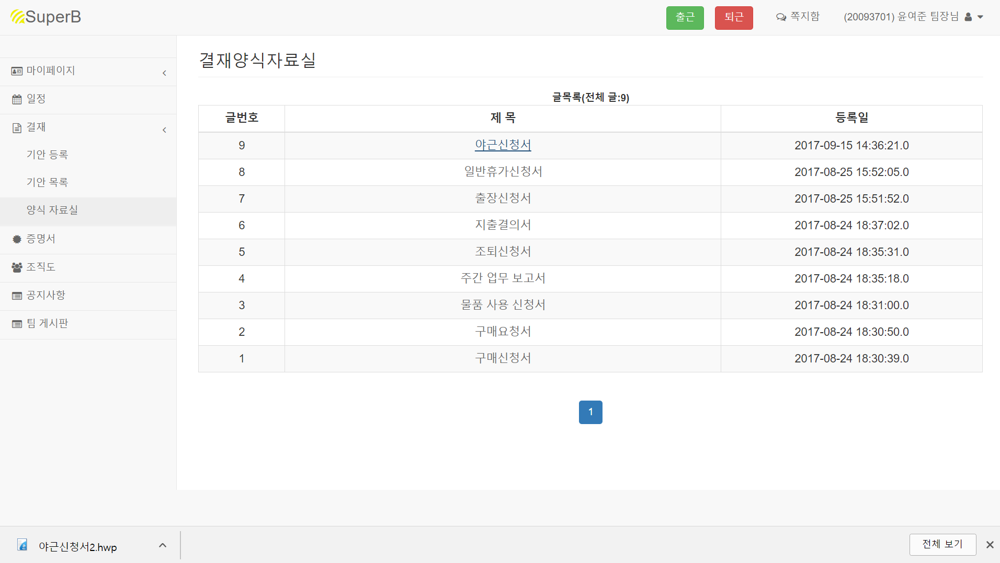 SuperB
출근 퇴근 쪽지함 (20093701) 윤여준 팀장님
마이페이지
일정
결재
기안 등록
기안 목록
양식 자료실
증명서
조직도
공지사항
팀 게시판
결재양식자료실
글목록(전체 글:9)
글번호 제 목 등록일
9 야근신청서 2017-09-15 14:36:21.0
8 일반휴가신청서 2017-08-25 15:52:05.0
7 출장신청서 2017-08-25 15:51:52.0
6 지출결의서 2017-08-24 18:37:02.0
5 조퇴신청서 2017-08-24 18:35:31.0
4 주간 업무 보고서 2017-08-24 18:35:18.0
3 물품 사용 신청서 2017-08-24 18:31:00.0
2 구매요청서 2017-08-24 18:30:50.0
1 구매신청서 2017-08-24 18:30:39.0
1
야근신청서2.hwp
전체 보기